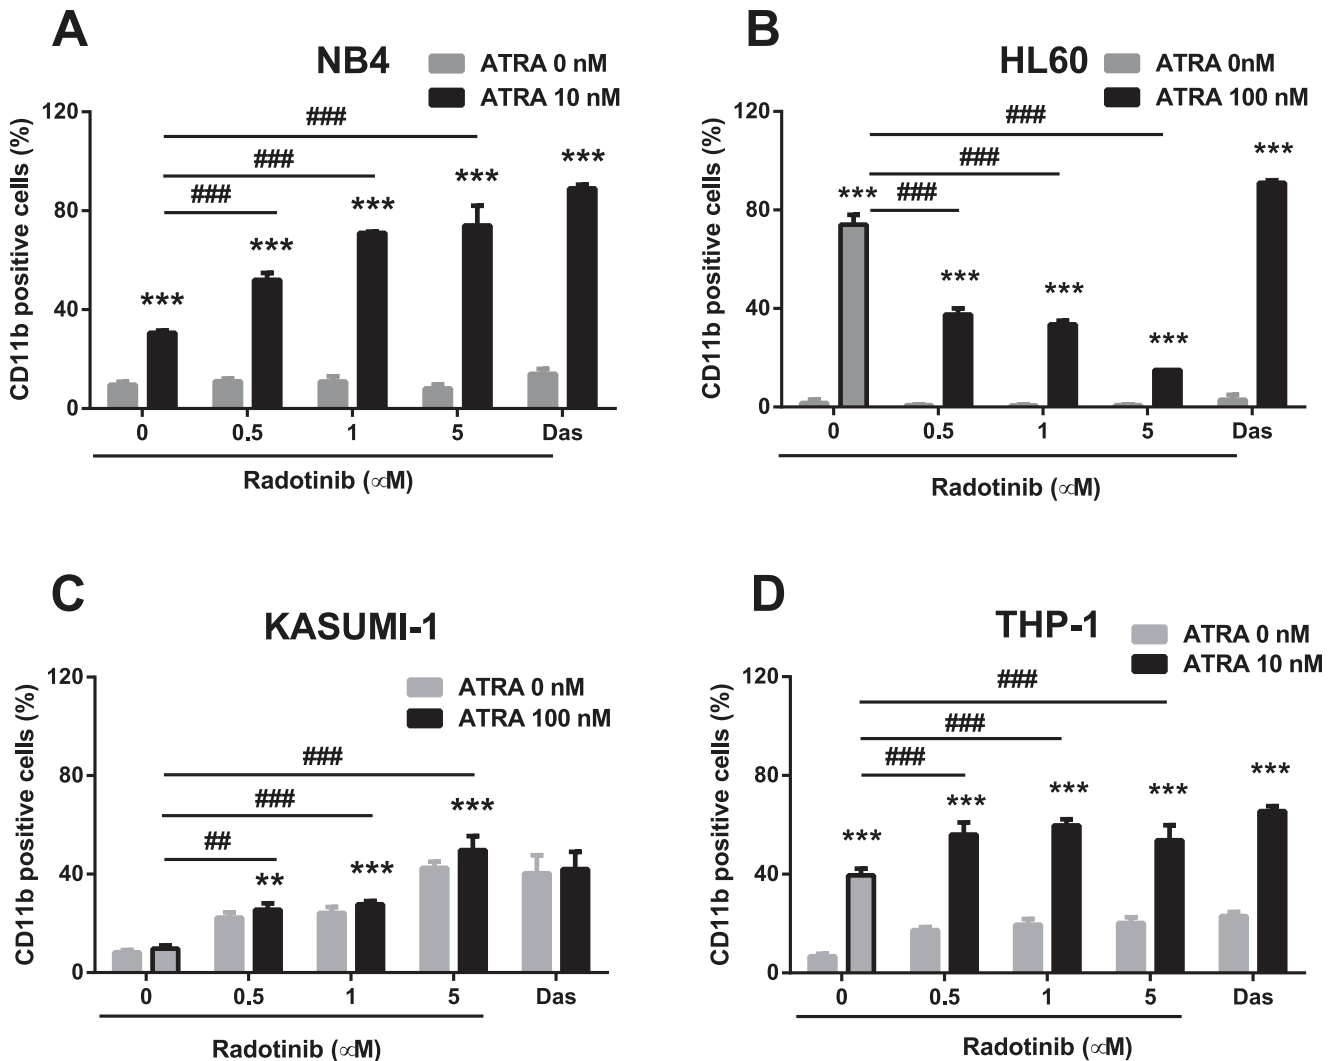 A
NB4
ATRA 0 nM
ATRA 10 nM
CD11b positive cells (%)
120
80
40
0
###
###
###
***
***
***
***
***
0 0.5 1 5 Das
Radotinib (∝M)
B
HL60
ATRA 0nM
ATRA 100 nM
CD11b positive cells (%)
120
80
40
0
###
###
###
***
***
***
***
***
0 0.5 1 5 Das
Radotinib (∝M)
C
KASUMI-1
ATRA 0 nM
ATRA 100 nM
CD11b positive cells (%)
120
80
40
0
###
###
##
**
***
***
0 0.5 1 5 Das
Radotinib (∝M)
D
THP-1
ATRA 0 nM
ATRA 10 nM
CD11b positive cells (%)
120
80
40
0
###
###
###
***
***
***
***
***
0 0.5 1 5 Das
Radotinib (∝M)